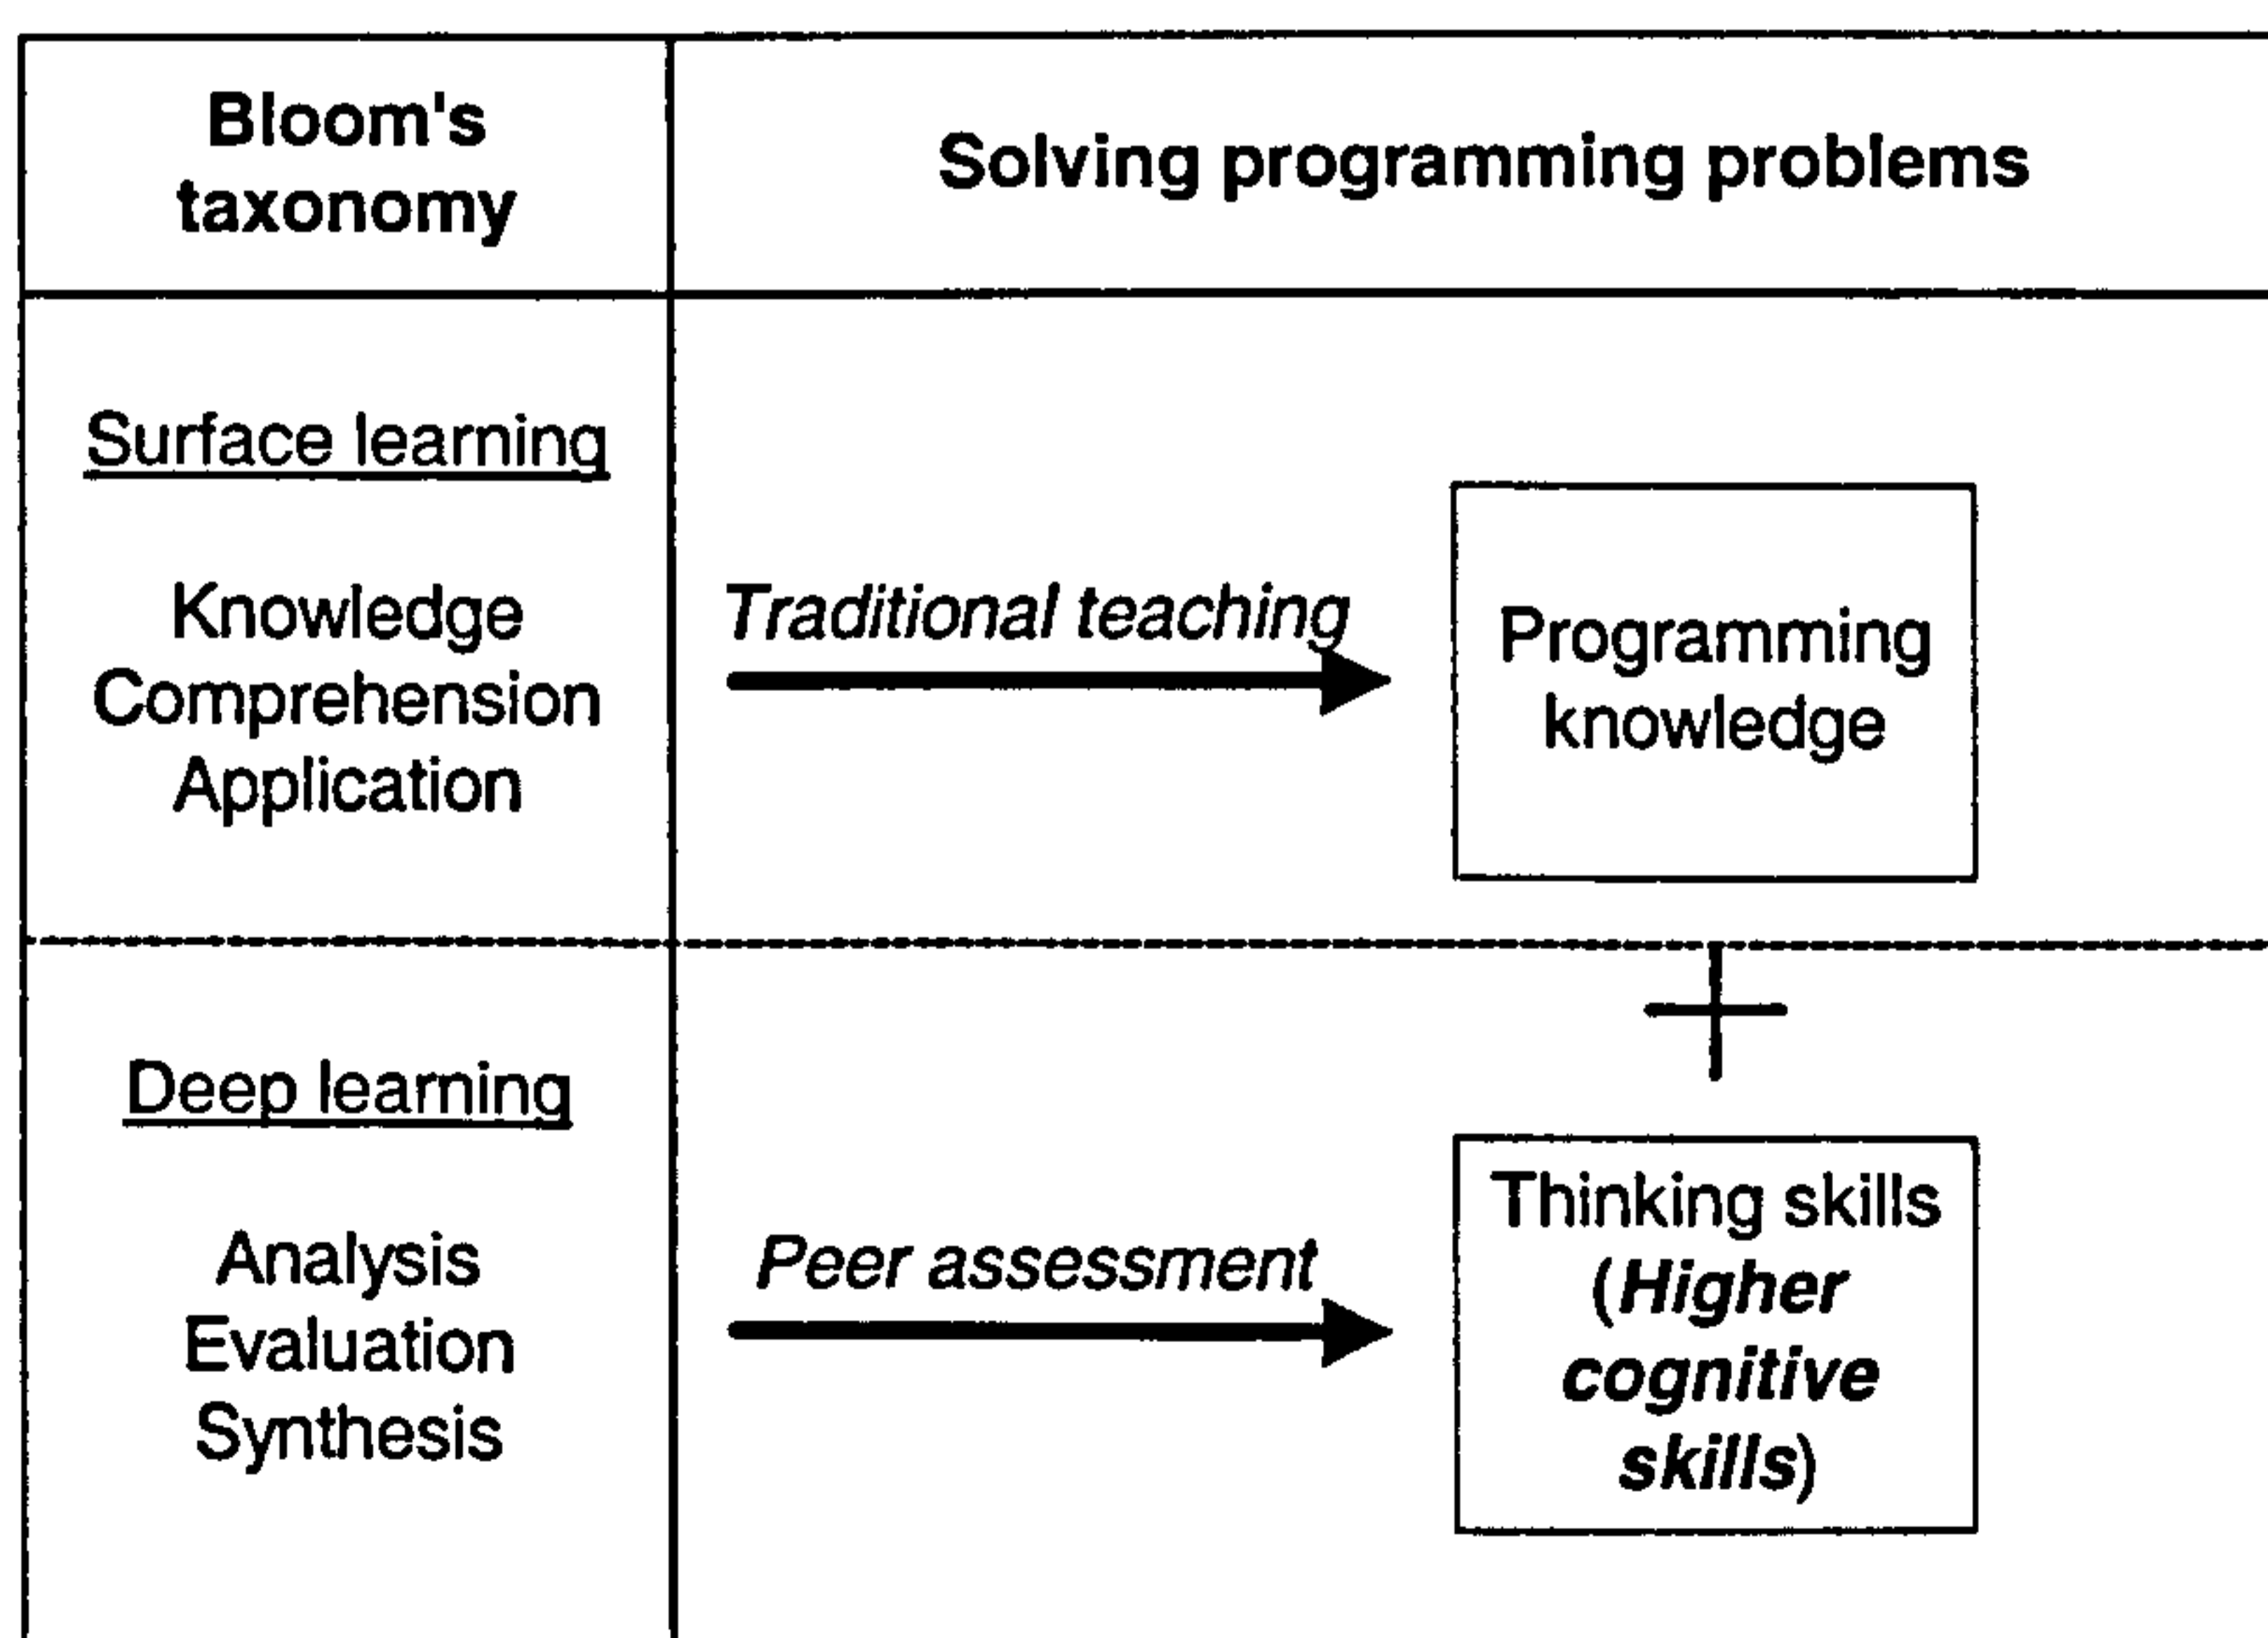 Bloom's
taxonomy
Solving programming problems
Surface learning
Knowledge
Comprehension
Application
Traditional teaching
Programming
knowledge
Deep learning
Analysis
Evaluation
Synthesis
Peer assessment
Thinking skills
(Higher
cognitive
skills)